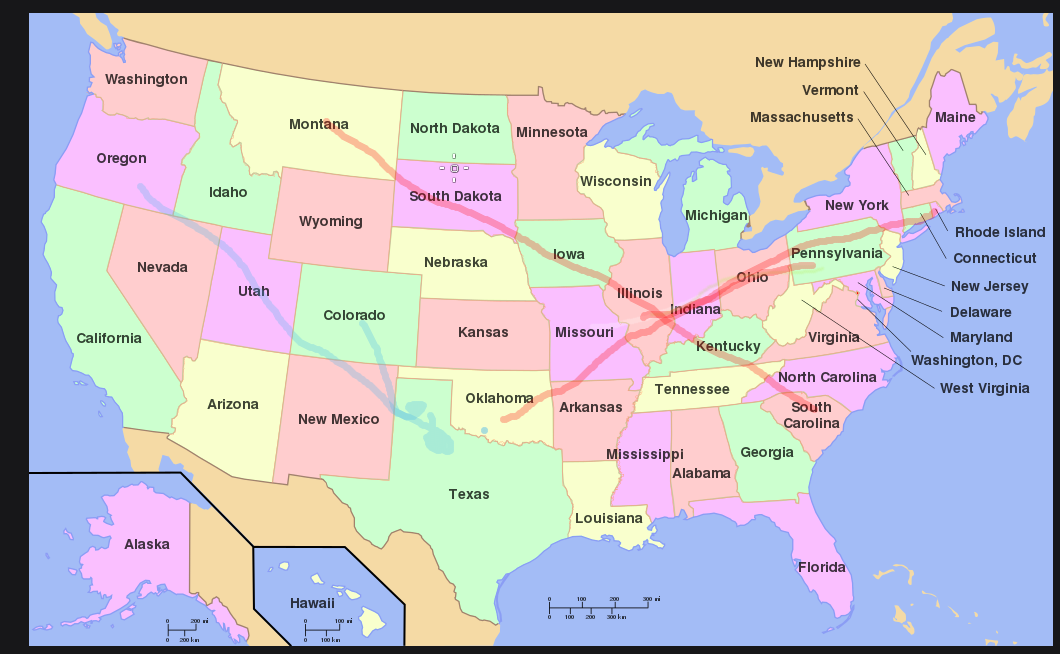 New Hampshire
Washington
Vermont
Montana
Massachusetts
Maine
North Dakota
Minnesota
Oregon
Wisconsin
Idaho
South Dakota
New York
Michigan
Wyoming
Rhode Island
Iowa
Pennsylvania
Connecticut
Nebraska
Nevada
Ohio
New Jersey
Utah
Illinois
Indiana
Delaware
Colorado
Kansas
Missouri
California
Virginia
Maryland
Kentucky
Washington, DC
North Carolina
West Virginia
Tennessee
Oklahoma
Arizona
Arkansas
South
Carolina
New Mexico
Georgia
Mississippi
Alabama
Texas
Louisiana
Alaska
Florida
Hawaii
0 100 200 300 mi
0 100 200 300 km
0 200 mi
0 200 km
0 100 mi
0 100 km